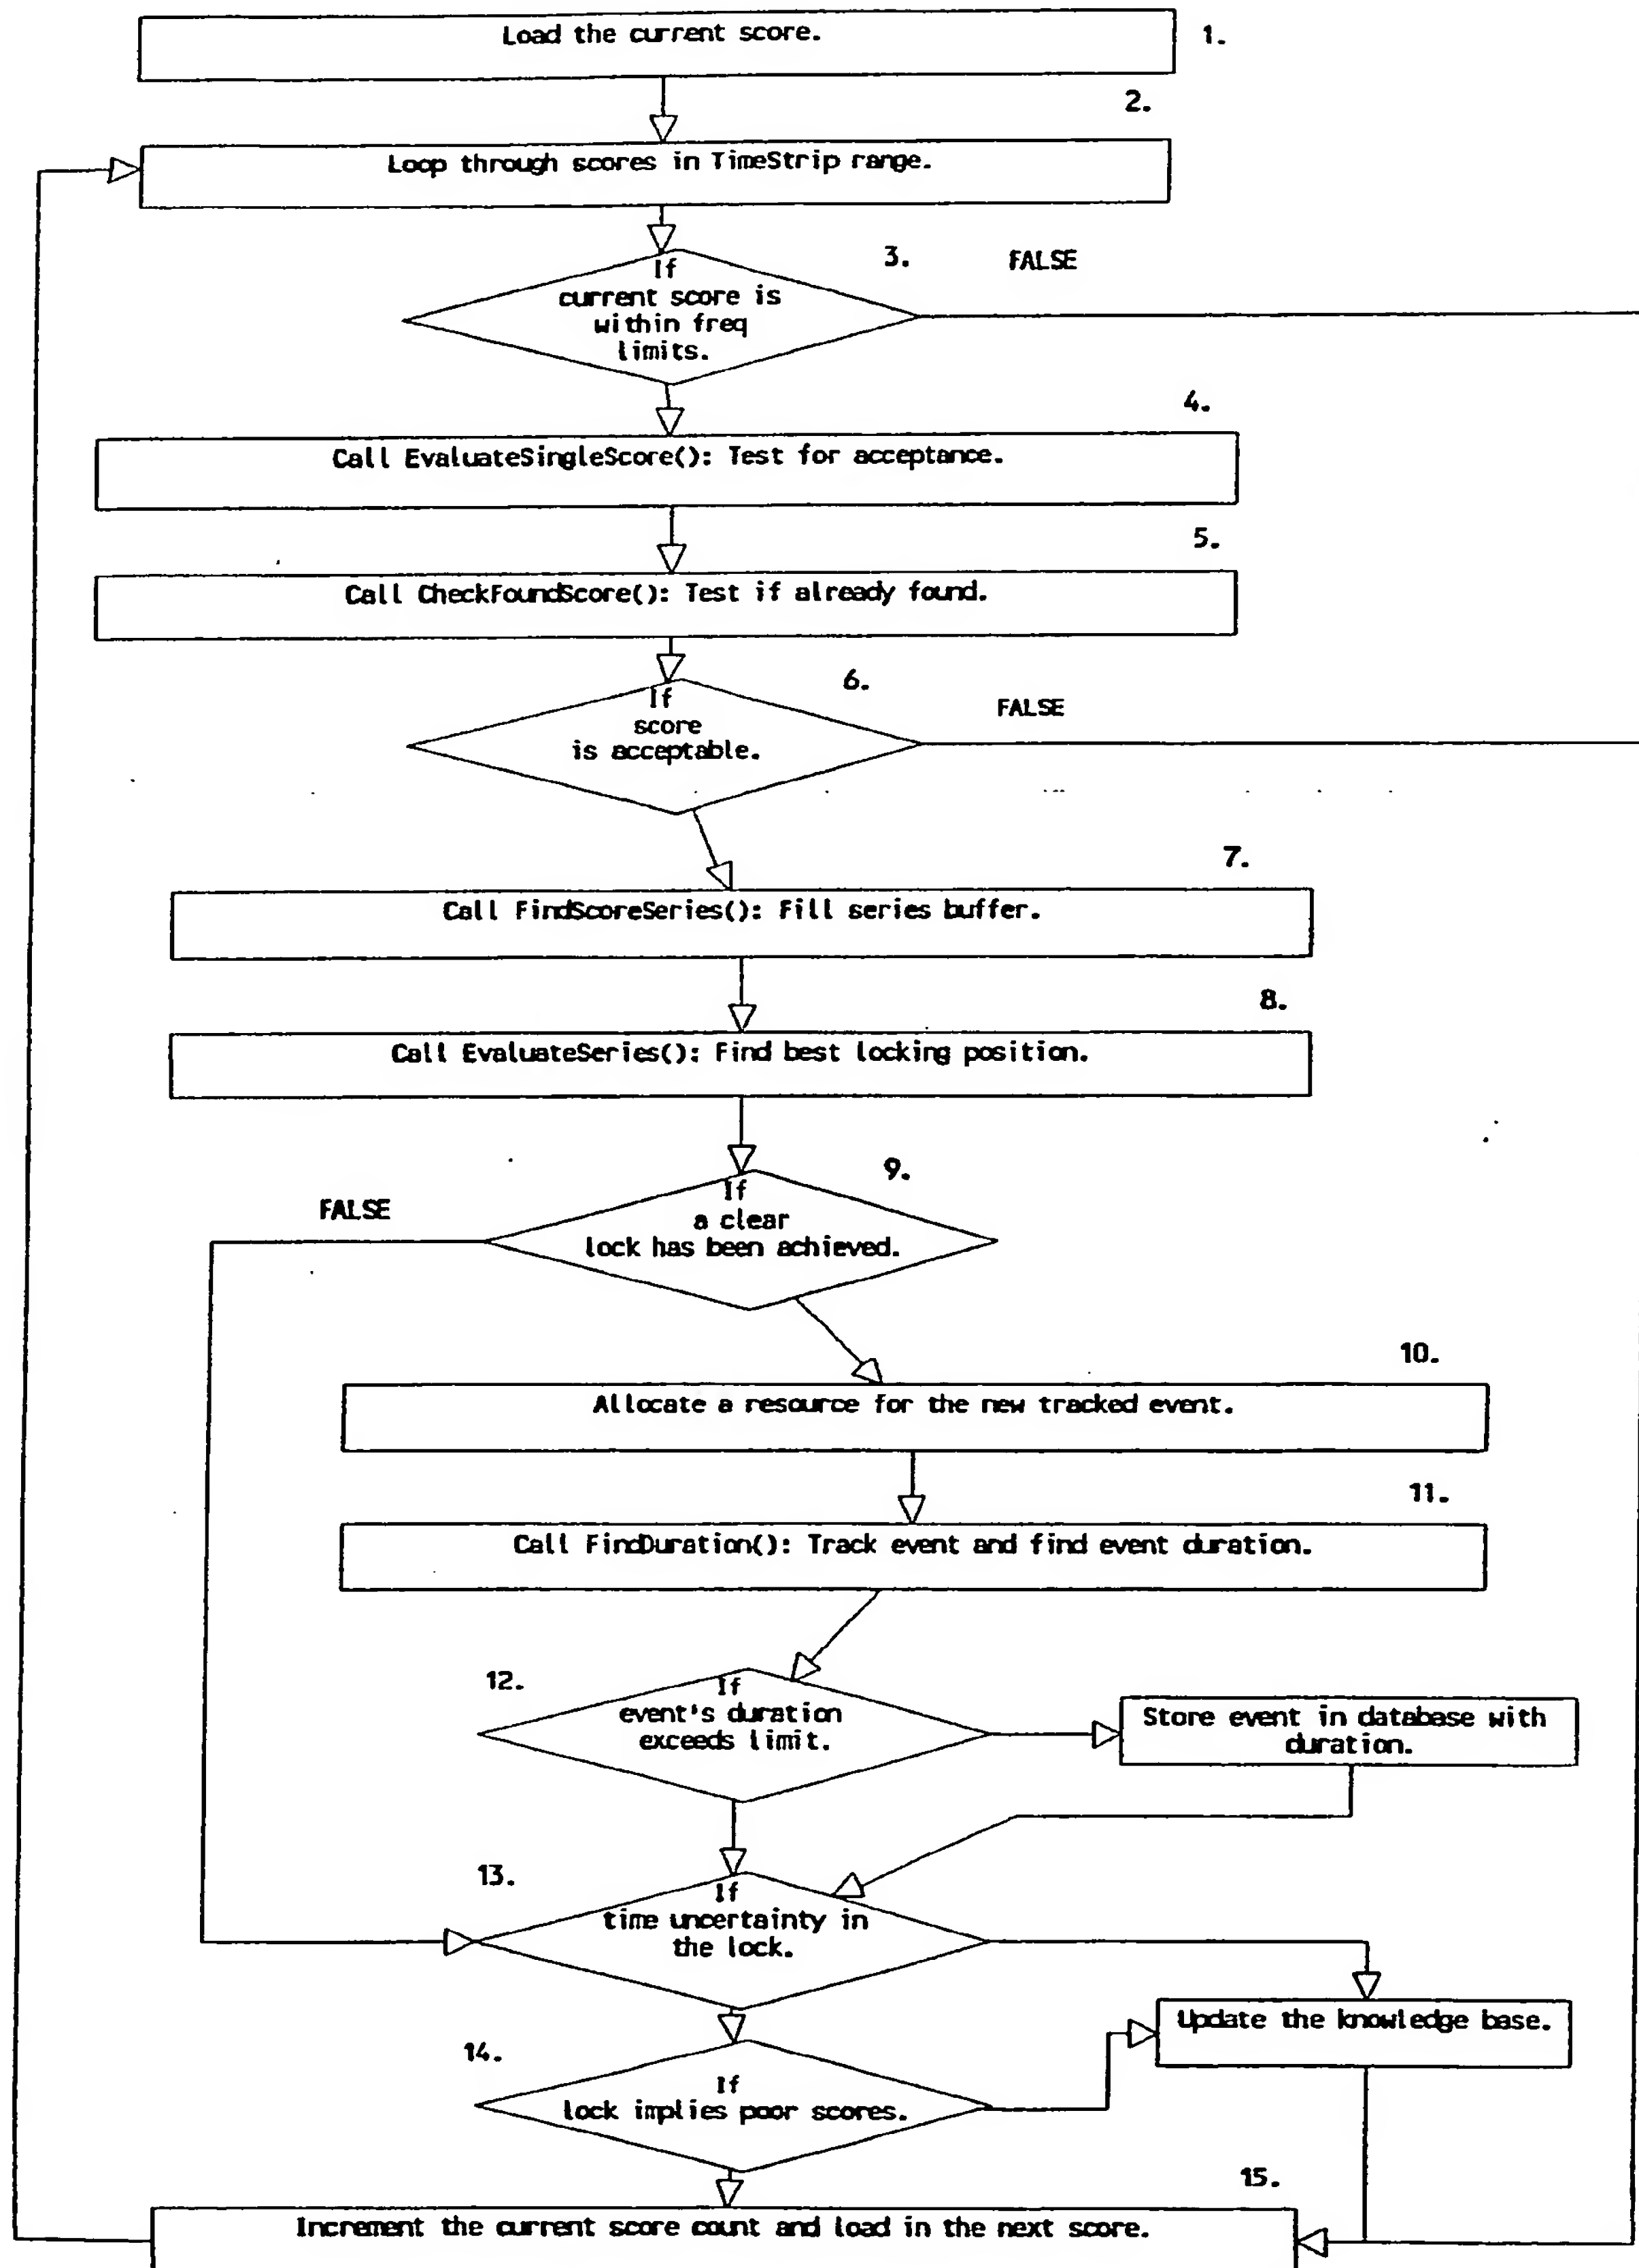 Load the current score.
1.
2.
Loop through scores in TimeStrip range.
3.
FALSE
If
current score is
within freq
limits.
4.
Call EvaluateSingleScore(): Test for acceptance.
5.
Call CheckFoundScore(): Test if already found.
6.
FALSE
If
score
is acceptable.
7.
Call FindScoreSeries(): Fill series buffer.
8.
Call EvaluateSeries(): Find best locking position.
9.
FALSE
If
a clear
lock has been achieved.
10.
Allocate a resource for the new tracked event.
11.
Call FindDuration(): Track event and find event duration.
12.
If
event's duration
exceeds limit.
Store event in database with
duration.
13.
If
time uncertainty in
the lock.
Update the knowledge base.
14.
If
lock implies poor scores.
15.
Increment the current score count and load in the next score.